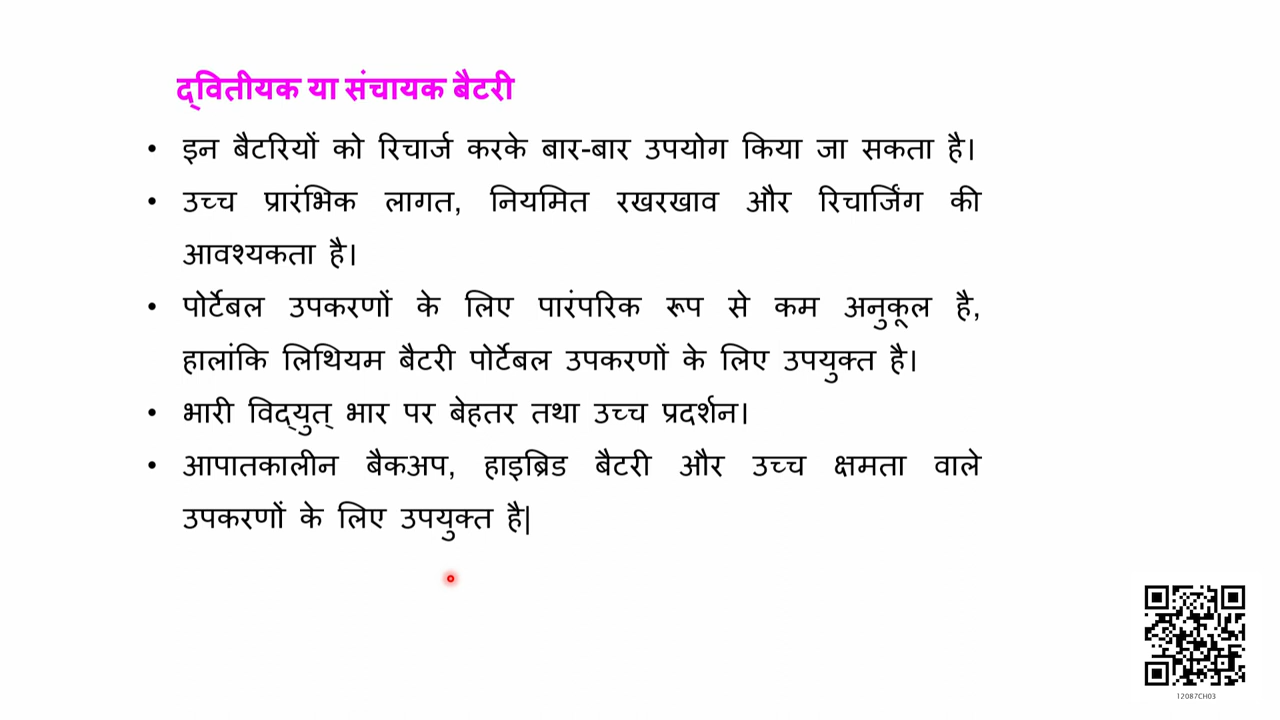 द्वितीयक या संचायक बैटरी
• इन बैटरियों को रिचार्ज करके बार-बार उपयोग किया जा सकता है।
• उच्च प्रारंभिक लागत, नियमित रखरखाव और रिचार्जिंग की
आवश्यकता है।
• पोर्टेबल उपकरणों के लिए पारंपरिक रूप से कम अनुकूल है,
हालांकि लिथियम बैटरी पोर्टेबल उपकरणों के लिए उपयुक्त है।
• भारी विद्युत् भार पर बेहतर तथा उच्च प्रदर्शन।
• आपातकालीन बैकअप, हाइब्रिड बैटरी और उच्च क्षमता वाले
उपकरणों के लिए उपयुक्त है|
12087CH03